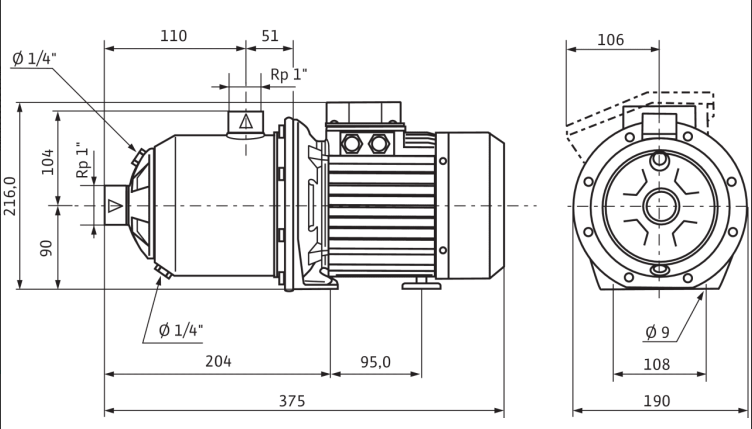 110
51
106
Ø 1/4"
Rp 1"
Rp 1"
104
216,0
90
Ø 1/4"
Ø 9
204
95,0
108
375
190